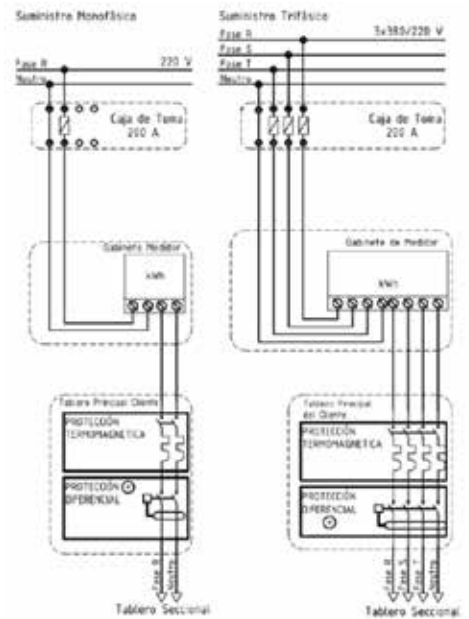 Suministro Monofásico
Fase R 220 V
Neutro
Caja de Toma
200 A
Gabinete Medidor
kWh
Tablero Principal Cliente
PROTECCIÓN
TERMOMAGNETICA
PROTECCIÓN
DIFERENCIAL
Fase R
Neutro
Tablero Seccional
Suministro Trifásico
Fase R 3x380/220 V
Fase S
Fase T
Neutro
Caja de Toma
200 A
Gabinete de Medidor
kWh
Tablero Principal
del Cliente
PROTECCIÓN
TERMOMAGNETICA
PROTECCIÓN
DIFERENCIAL
Fase R
Fase S
Fase T
Neutro
Tablero Seccional